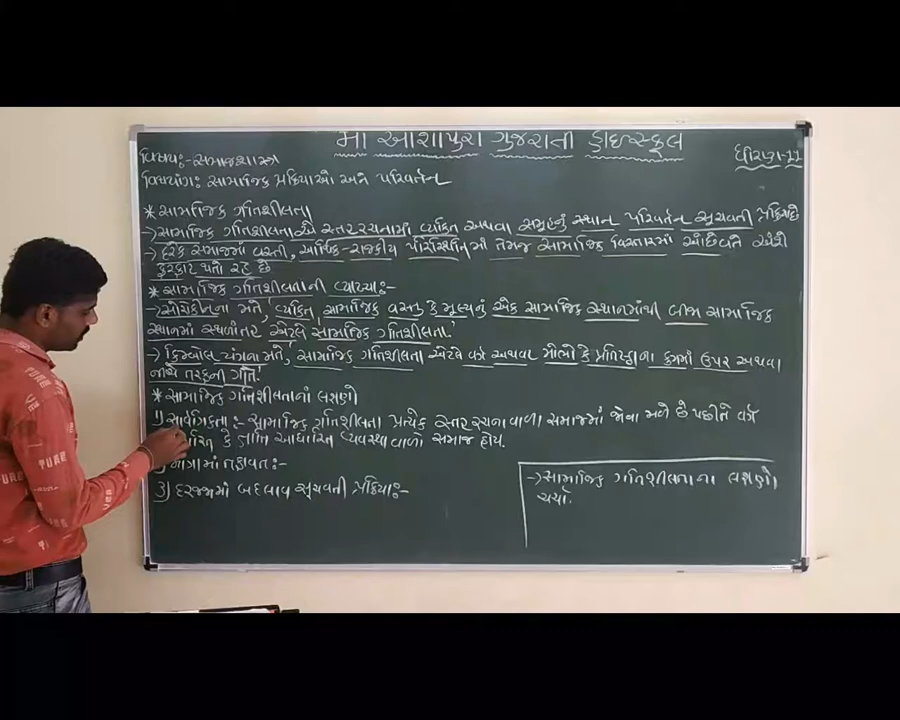 મા આશાપુરા ગુજરાતી હાઇસ્કૂલ
ધોરણ-11
વિષય:- સમાજશાસ્ત્ર
વિષયાંગ: સામાજિક પ્રક્રિયાઓ અને પરિવર્તન
* સામાજિક ગતિશીલતા
→ સામાજિક ગતિશીલતા એ સ્તરરચનામાં વ્યક્તિ અથવા સમૂહનું સ્થાન પરિવર્તન સૂચવતી પ્રક્રિયા છે
→ દરેક સમાજમાં વસ્તી, આર્થિક-રાજકીય પરિસ્થિતિમાં તેમજ સામાજિક વિસ્તારમાં ઓછેવત્તે અંશે
ફેરફાર થતો રહે છે
* સામાજિક ગતિશીલતાની વ્યાખ્યા:-
→ સોરોકીનના મતે, 'વ્યક્તિ, સામાજિક વસ્તુ કે મૂલ્યનું એક સામાજિક સ્થાનમાંથી બીજા સામાજિક
સ્થાનમાં સ્થળાંતર એટલે સામાજિક ગતિશીલતા.'
→ કિમ્બોલ યંગના મતે, 'સામાજિક ગતિશીલતા એટલે વર્ગ અથવા મોભો કે પ્રતિષ્ઠાના ક્રમમાં ઉપર અથવા
નીચે તરફની ગતિ.'
* સામાજિક ગતિશીલતાનાં લક્ષણો
1) સાર્વત્રિકતા:- સામાજિક ગતિશીલતા પ્રત્યેક સ્તરરચનાવાળા સમાજમાં જોવા મળે છે પછી તે વર્ગ
કે જ્ઞાતિ આધારિત વ્યવસ્થાવાળો સમાજ હોય.
માત્રામાં તફાવત:-
3) દરજ્જામાં બદલાવ સૂચવતી પ્રક્રિયા:-
→ સામાજિક ગતિશીલતાના લક્ષણો
ચર્ચો.
TURE
TURE
TURE